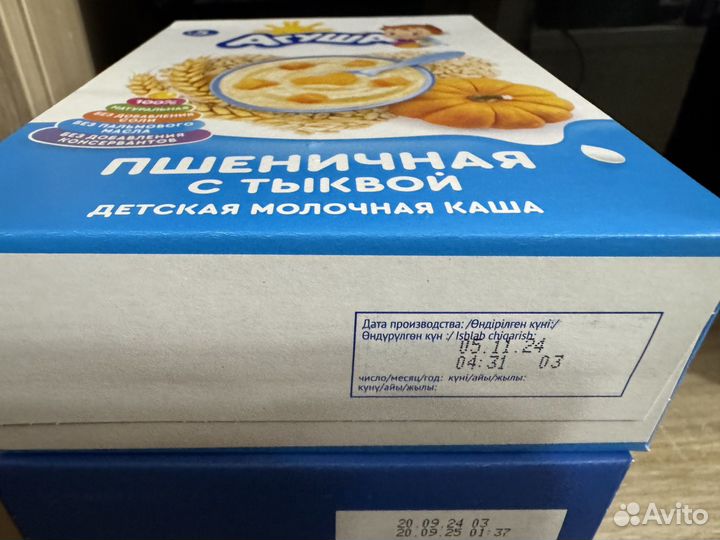 5
АГУША
100%
НАТУРАЛЬНАЯ
БЕЗ ДОБАВЛЕНИЯ
СОЛИ
БЕЗ ПАЛЬМОВОГО
МАСЛА
БЕЗ ДОБАВЛЕНИЯ
КОНСЕРВАНТОВ
ПШЕНИЧНАЯ
С ТЫКВОЙ
ДЕТСКАЯ МОЛОЧНАЯ КАША
Дата производства: /Өндірілген күні:/
Өндүрүлгөн күн :/ Ishlab chiqarish:
05.11.24
04:31 03
число/месяц/год: күні/айы/жылы:
күнү/айы/жылы:
20.09.24 03
20.09.25 01:37
Avito